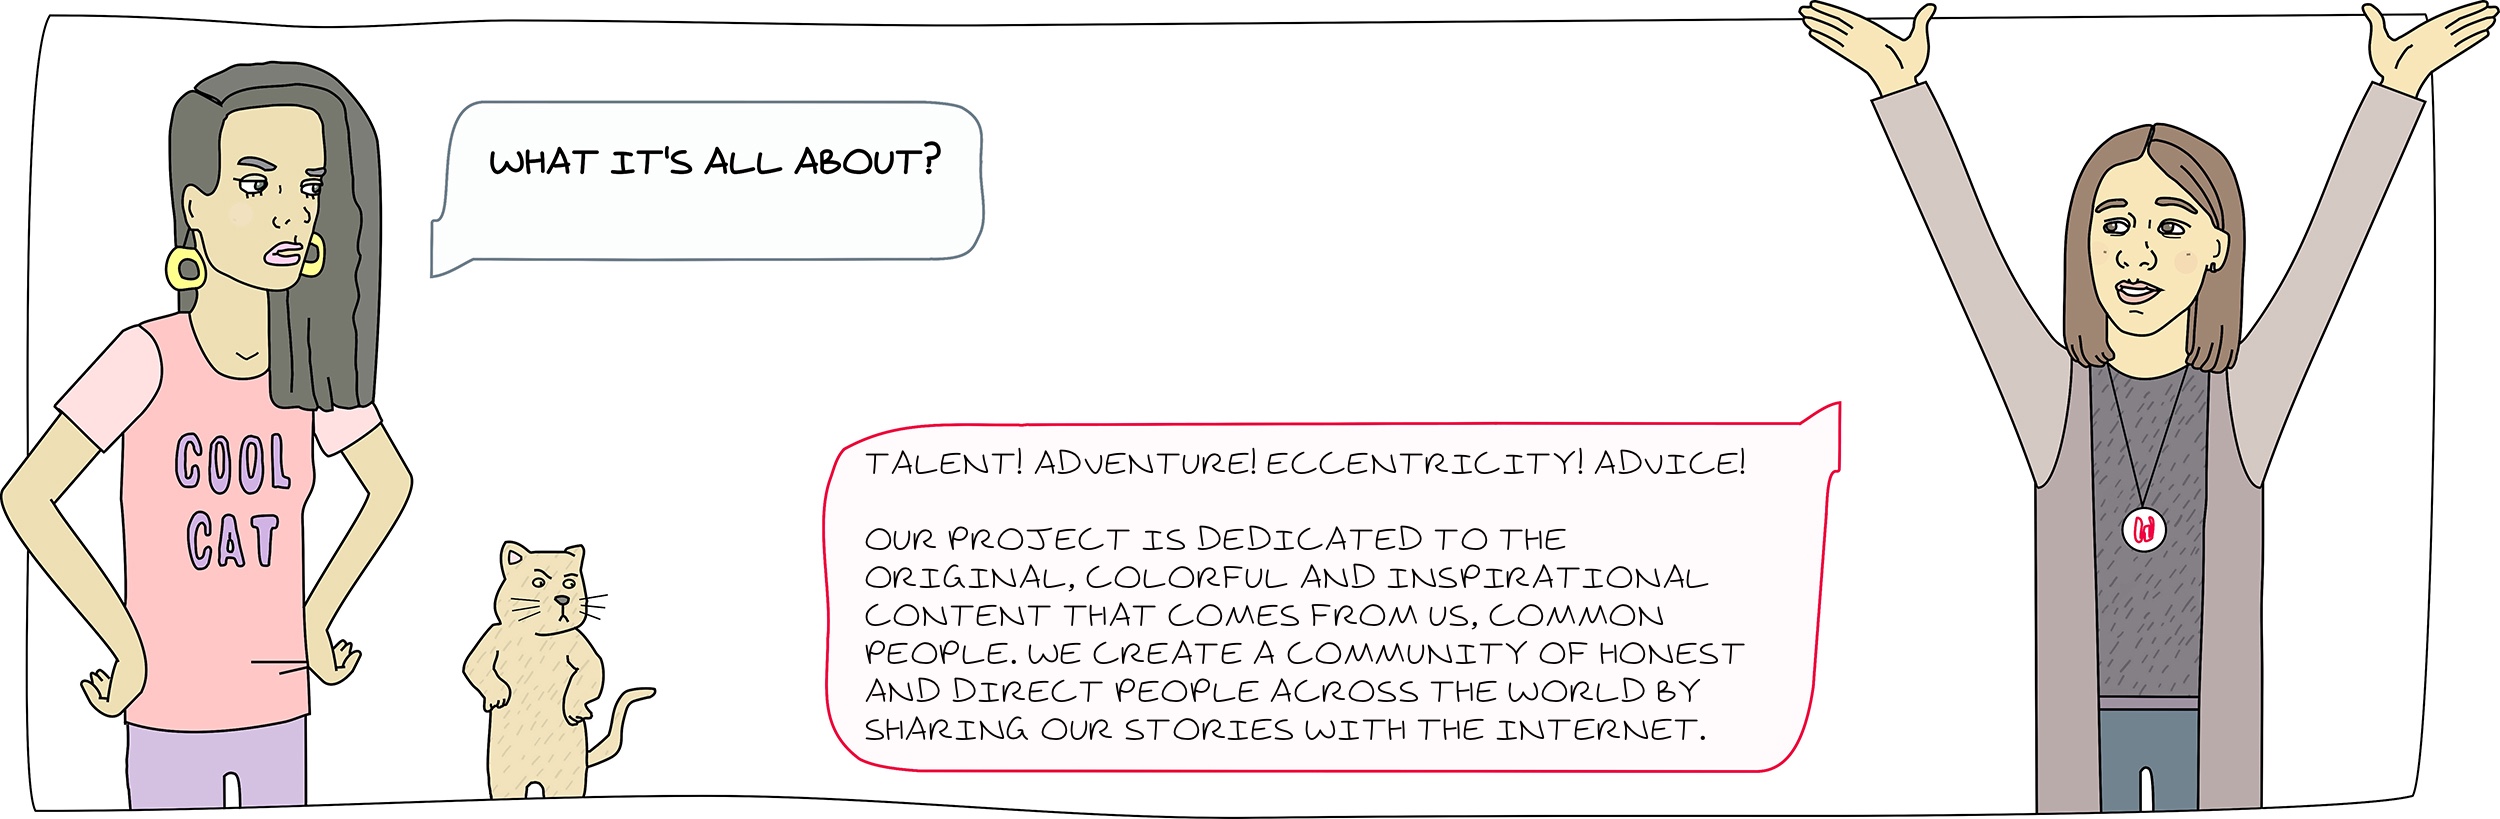 WHAT IT'S ALL ABOUT?
COOL
CAT
TALENT! ADVENTURE! ECCENTRICITY! ADVICE!
OUR PROJECT IS DEDICATED TO THE
ORIGINAL, COLORFUL AND INSPIRATIONAL
CONTENT THAT COMES FROM US, COMMON
PEOPLE. WE CREATE A COMMUNITY OF HONEST
AND DIRECT PEOPLE ACROSS THE WORLD BY
SHARING OUR STORIES WITH THE INTERNET.